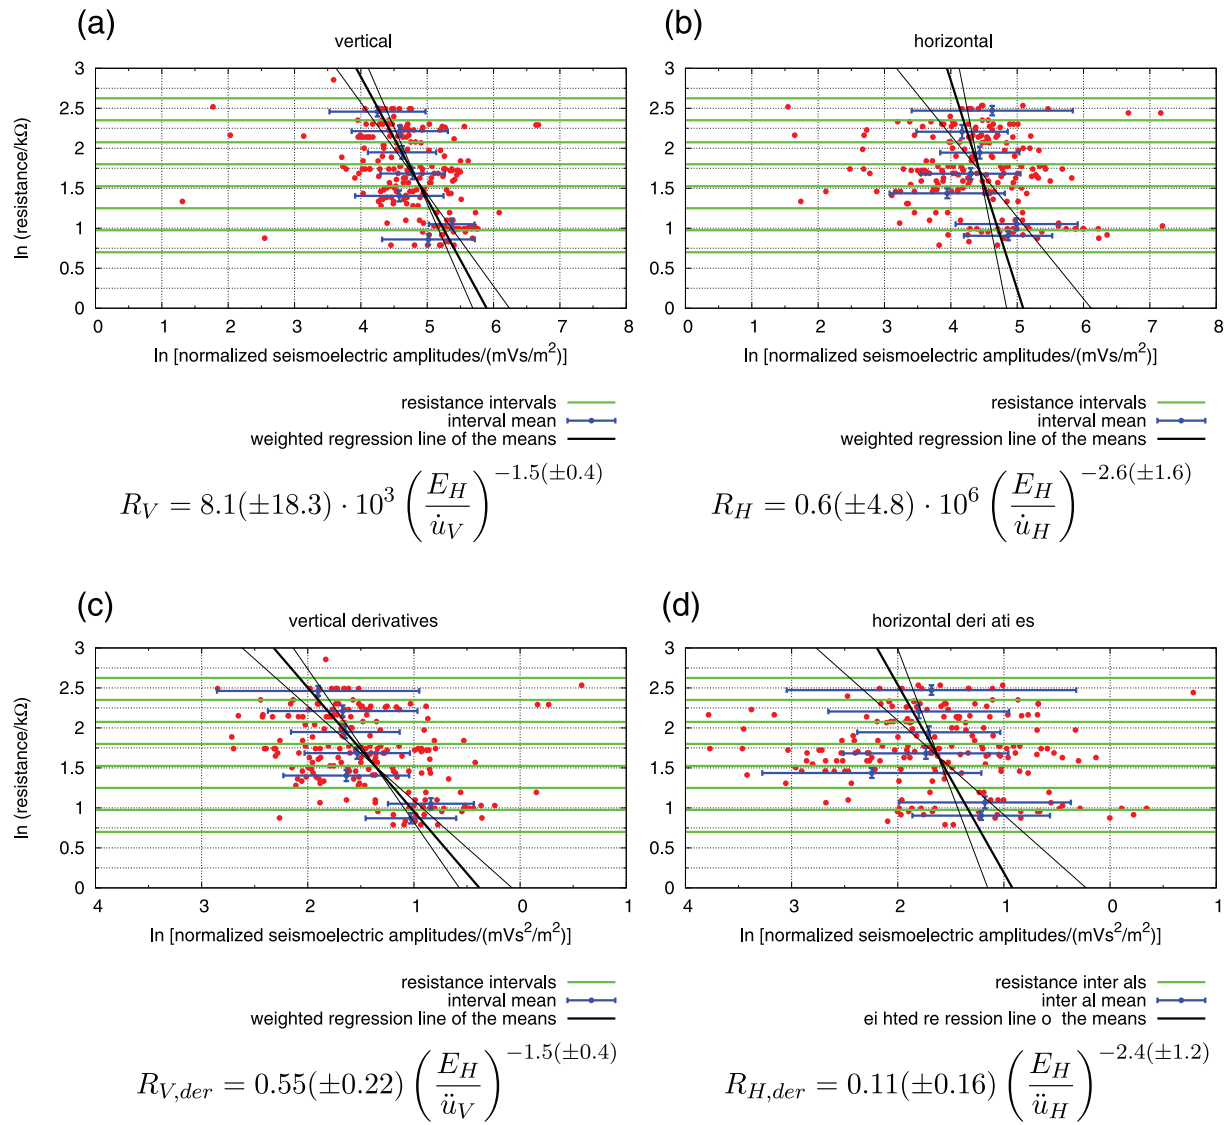 (a)
vertical
ln (resistance/kΩ)
3
2.5
2
1.5
1
0.5
0
0 1 2 3 4 5 6 7 8
ln [normalized seismoelectric amplitudes/(mVs/m²)]
resistance intervals
interval mean
weighted regression line of the means
R_V = 8.1(±18.3) · 10³ (E_H / u̇_V)^−1.5(±0.4)
(b)
horizontal
3
2.5
2
1.5
1
0.5
0
0 1 2 3 4 5 6 7 8
ln [normalized seismoelectric amplitudes/(mVs/m²)]
resistance intervals
interval mean
weighted regression line of the means
R_H = 0.6(±4.8) · 10⁶ (E_H / u̇_H)^−2.6(±1.6)
(c)
vertical derivatives
ln (resistance/kΩ)
3
2.5
2
1.5
1
0.5
0
4 3 2 1 0 1
ln [normalized seismoelectric amplitudes/(mVs²/m²)]
resistance intervals
interval mean
weighted regression line of the means
R_V,der = 0.55(±0.22) (E_H / ü_V)^−1.5(±0.4)
(d)
horizontal deri ati es
3
2.5
2
1.5
1
0.5
0
4 3 2 1 0 1
ln [normalized seismoelectric amplitudes/(mVs²/m²)]
resistance inter als
inter al mean
ei hted re ression line o the means
R_H,der = 0.11(±0.16) (E_H / ü_H)^−2.4(±1.2)